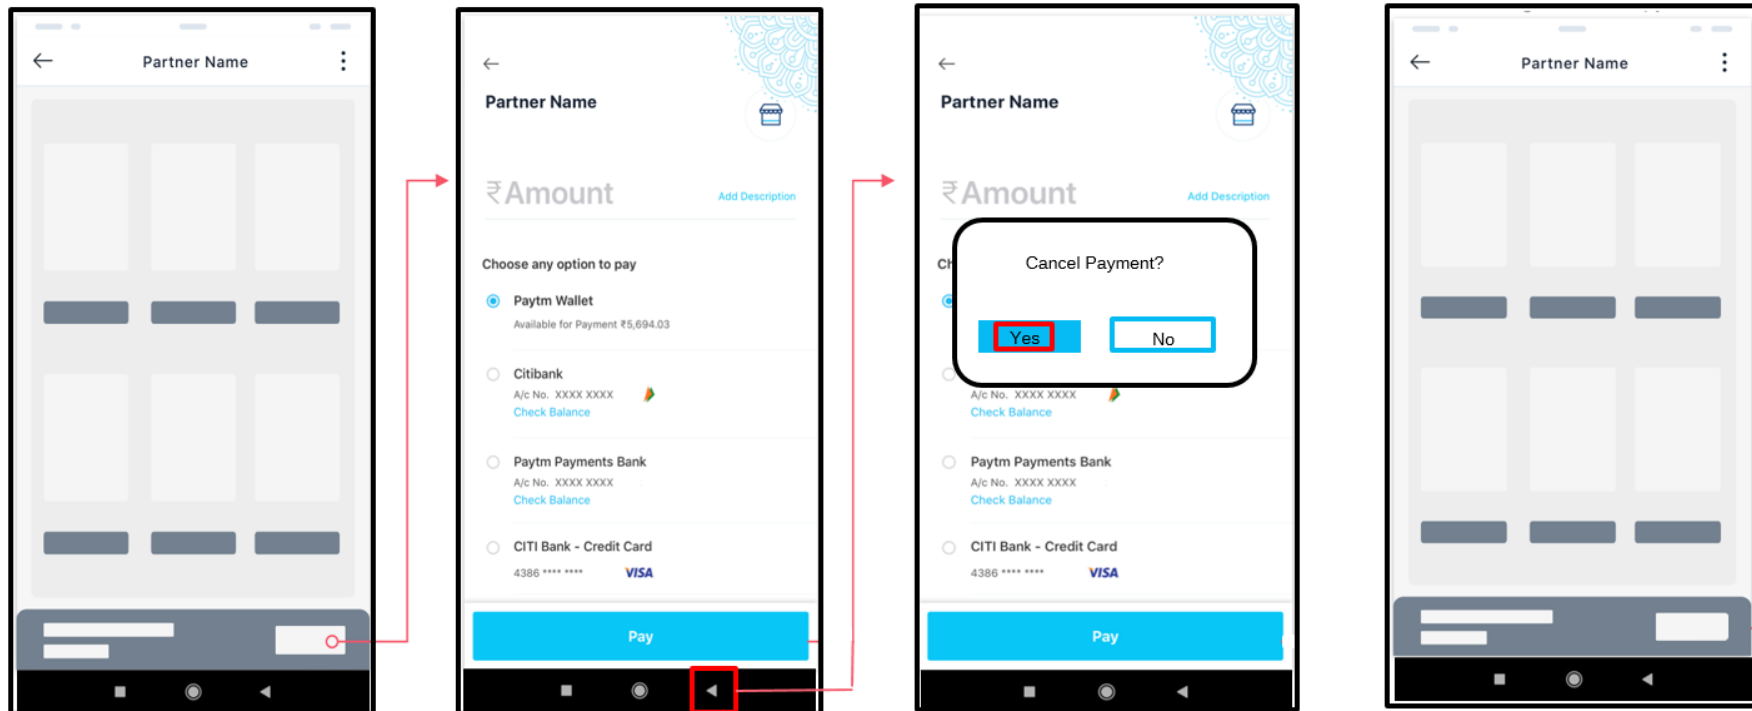 Partner Name
Partner Name
₹Amount
Add Description
Choose any option to pay
Paytm Wallet
Available for Payment ₹5,694.03
Citibank
A/c No. XXXX XXXX
Check Balance
Paytm Payments Bank
A/c No. XXXX XXXX
Check Balance
CITI Bank - Credit Card
4386 **** ****
VISA
Pay
Partner Name
₹Amount
Add Description
Ch
Cancel Payment?
Yes
No
A/c No. XXXX XXXX
Check Balance
Paytm Payments Bank
A/c No. XXXX XXXX
Check Balance
CITI Bank - Credit Card
4386 **** ****
VISA
Pay
Partner Name